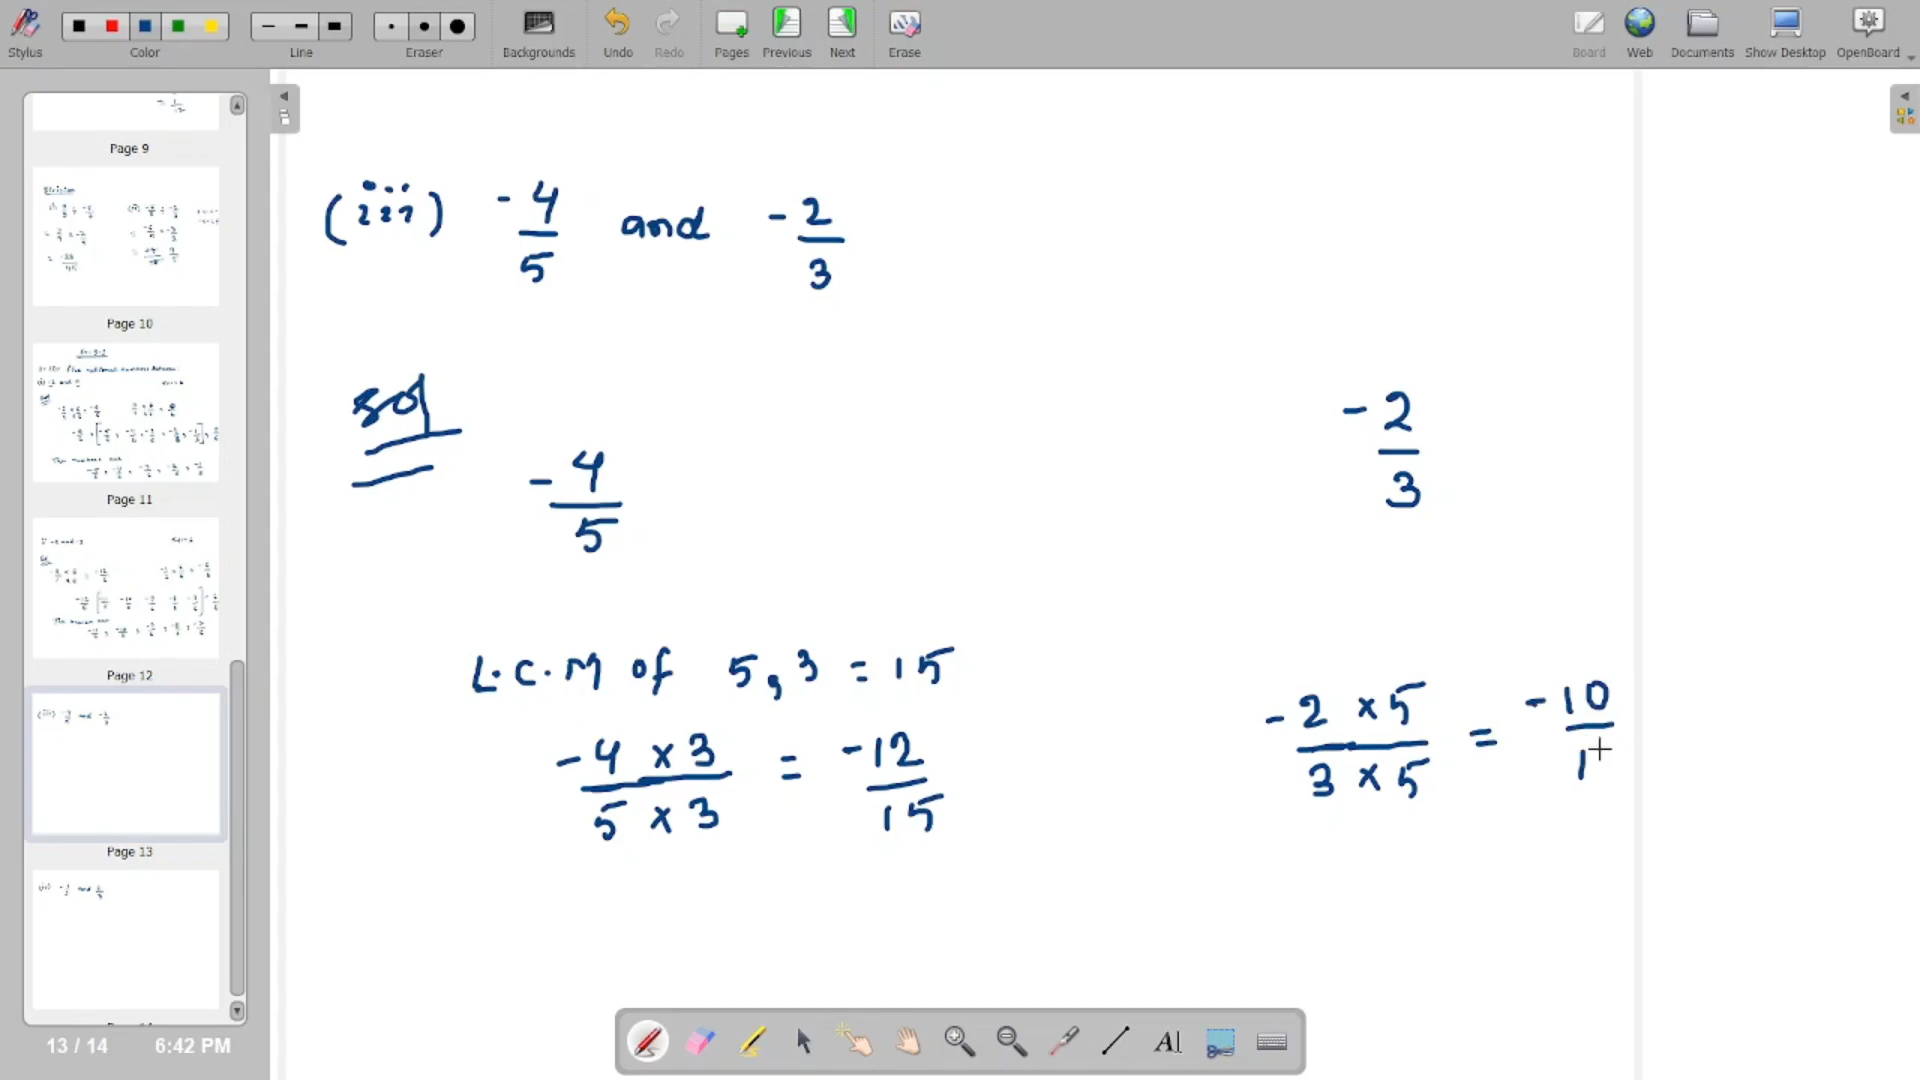 Stylus Color Line Eraser Backgrounds Undo Redo Pages Previous Next Erase Board Web Documents Show Desktop OpenBoard
Page 9
Page 10
Page 11
Page 12
Page 13
13 / 14 6:42 PM
(iii) -4/5 and -2/3
sol
-4/5
-2/3
L.C.M of 5, 3 = 15
-4 × 3 / 5 × 3 = -12/15
-2 × 5 / 3 × 5 = -10/1